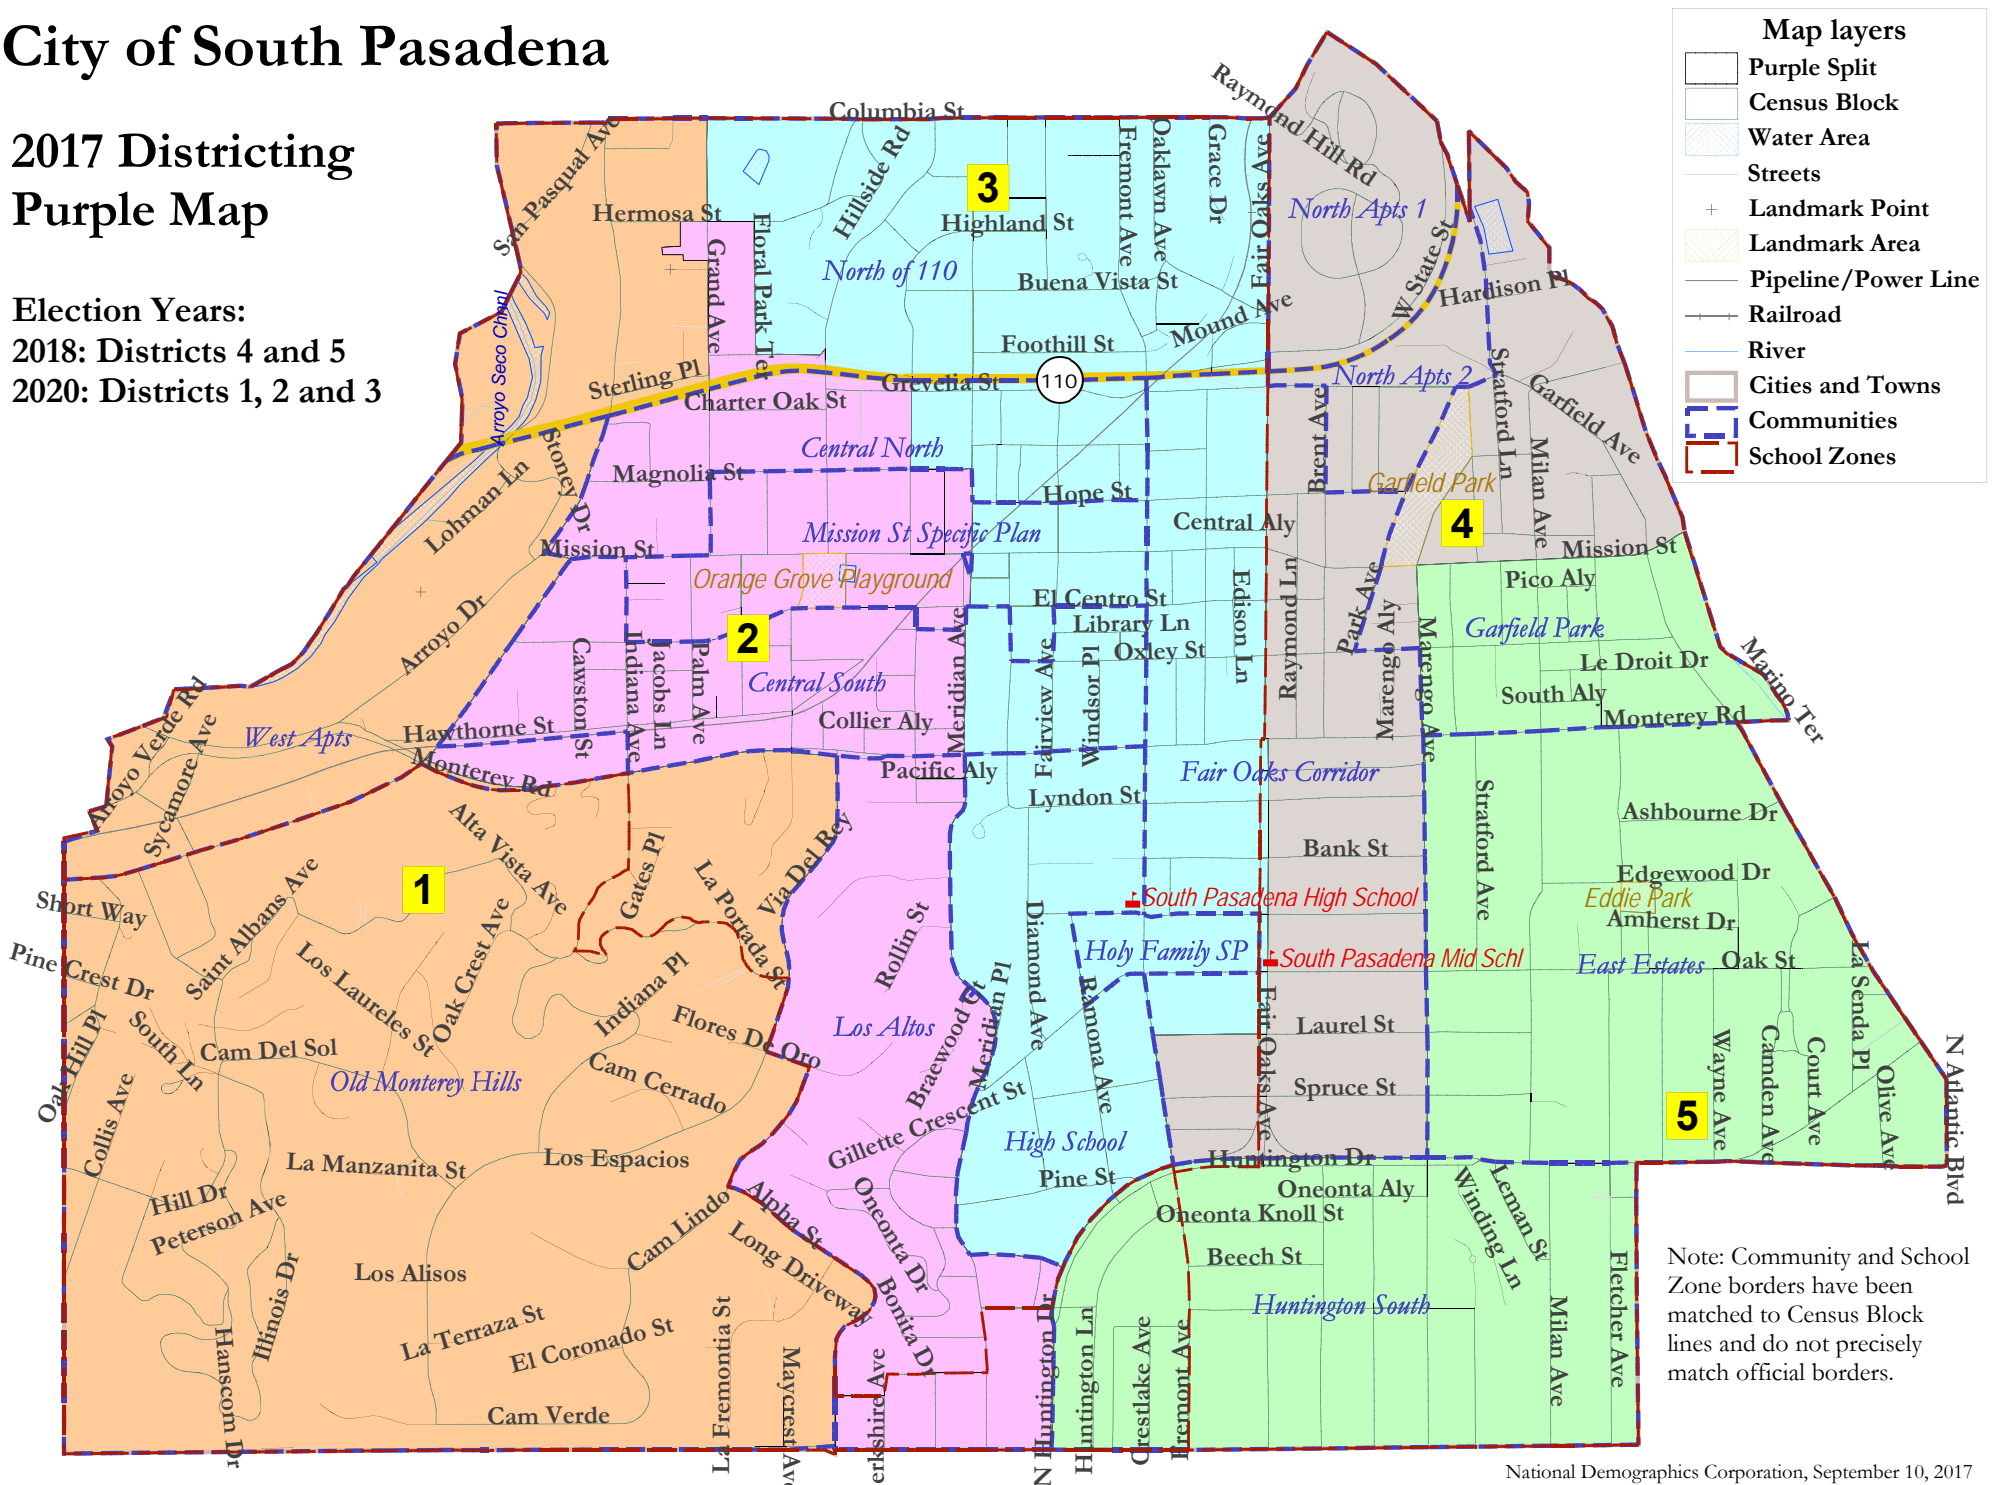 City of South Pasadena
2017 Districting
Purple Map
Election Years:
2018: Districts 4 and 5
2020: Districts 1, 2 and 3
Map layers
Purple Split
Census Block
Water Area
Streets
Landmark Point
Landmark Area
Pipeline/Power Line
Railroad
River
Cities and Towns
Communities
School Zones
Columbia St
Raymond Hill Rd
San Pasqual Ave
Hermosa St
Hillside Rd
3
Highland St
Fremont Ave
Oaklawn Ave
Grace Dr
Fair Oaks Ave
North Apts 1
W State St
Hardison Pl
Grand Ave
Floral Park Ter
North of 110
Buena Vista St
Mound Ave
Foothill St
Arroyo Seco Chnnl
Sterling Pl
Charter Oak St
Grevelia St
110
North Apts 2
Stratford Ln
Garfield Ave
Brent Ave
Central North
Magnolia St
Stoney Dr
Lohman Ln
Hope St
Garfield Park
Milan Ave
4
Central Aly
Mission St Specific Plan
Mission St
Mission St
Pico Aly
Orange Grove Playground
Arroyo Dr
El Centro St
Library Ln
Oxley St
Edison Ln
Raymond Ln
Park Ave
Marengo Aly
Marengo Ave
Garfield Park
Le Droit Dr
South Aly
Monterey Rd
Marino Ter
2
Cawston St
Indiana Ave
Jacobs Ln
Palm Ave
Central South
Collier Aly
Meridian Ave
Fairview Ave
Windsor Pl
Arroyo Verde Rd
Sycamore Ave
West Apts
Hawthorne St
Monterey Rd
Pacific Aly
Lyndon St
Fair Oaks Corridor
Stratford Ave
Ashbourne Dr
Bank St
Alta Vista Ave
Gates Pl
La Portada St
Via Del Rey
1
Short Way
Saint Albans Ave
Edgewood Dr
Eddie Park
Amherst Dr
South Pasadena High School
Rollin St
Diamond Ave
Holy Family SP
South Pasadena Mid Schl
East Estates
Oak St
La Senda Pl
Pine Crest Dr
Los Laureles St
Oak Crest Ave
Indiana Pl
Flores De Oro
Los Altos
Braewood Ct
Meridian Pl
Ramona Ave
Fair Oaks Ave
Laurel St
Oak Hill Pl
South Ln
Cam Del Sol
Old Monterey Hills
Cam Cerrado
Collis Ave
Gillette Crescent St
Spruce St
5
Wayne Ave
Camden Ave
Court Ave
Olive Ave
N Atlantic Blvd
High School
La Manzanita St
Los Espacios
Pine St
Huntington Dr
Oneonta Aly
Winding Ln
Leman St
Hill Dr
Peterson Ave
Alpha St
Oneonta Dr
Oneonta Knoll St
Cam Lindo
Long Driveway
Beech St
Illinois Dr
Los Alisos
Bonita Dr
Huntington South
Hanscom Dr
La Terraza St
El Coronado St
La Fremontia St
Maycrest Av
erkshire Ave
N Huntington Dr
Huntington Ln
Crestlake Ave
Fremont Ave
Milan Ave
Fletcher Ave
Cam Verde
Note: Community and School
Zone borders have been
matched to Census Block
lines and do not precisely
match official borders.
National Demographics Corporation, September 10, 2017